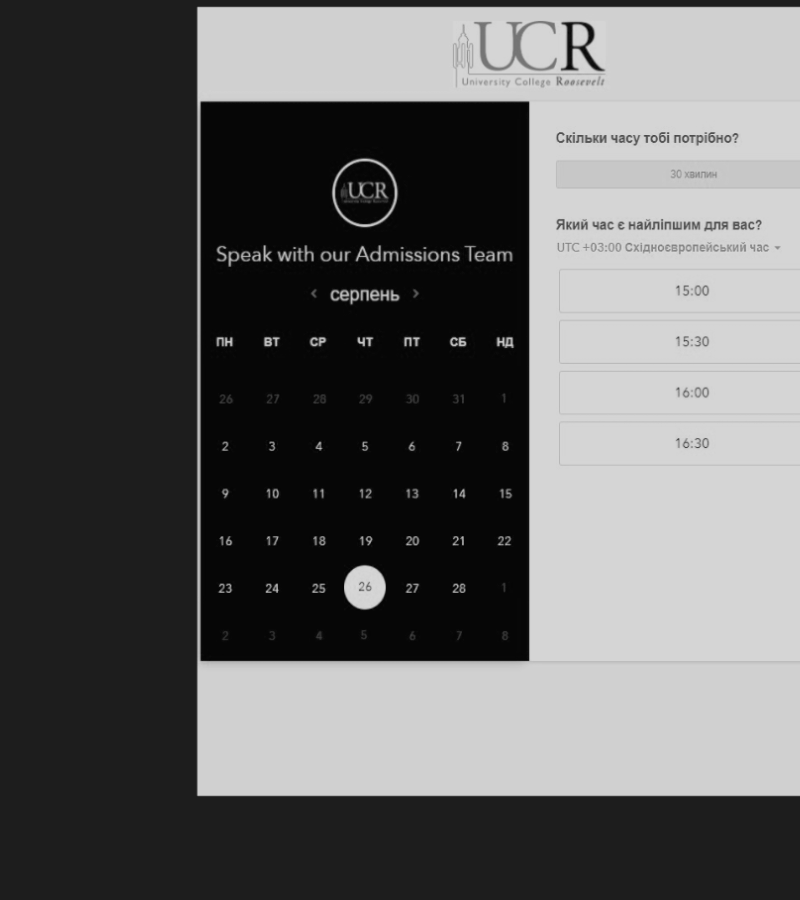 UCR
University College Roosevelt
UCR
Speak with our Admissions Team
‹ серпень ›
ПН ВТ СР ЧТ ПТ СБ НД
26 27 28 29 30 31 1
2 3 4 5 6 7 8
9 10 11 12 13 14 15
16 17 18 19 20 21 22
23 24 25 26 27 28 1
2 3 4 5 6 7 8
Скільки часу тобі потрібно?
30 хвилин
Який час є найліпшим для вас?
UTC +03:00 Східноєвропейський час
15:00
15:30
16:00
16:30